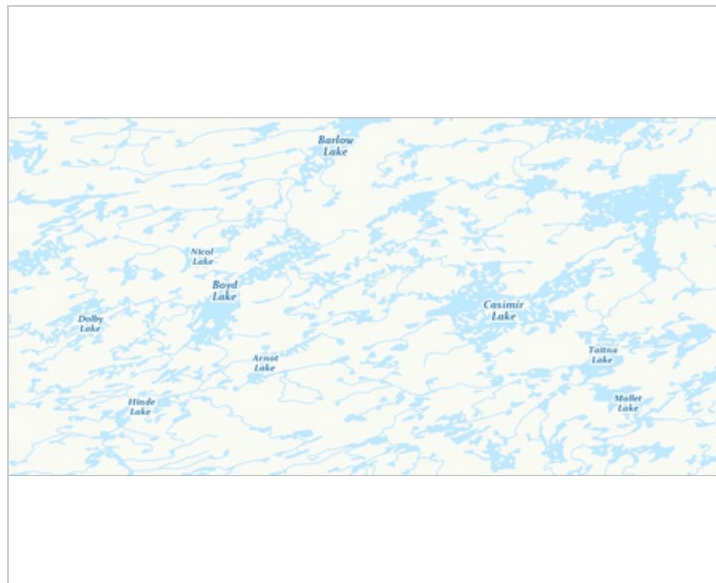 Barlow
Lake
Nicol
Lake
Boyd
Lake
Casimir
Lake
Dolby
Lake
Taitna
Lake
Arnot
Lake
Mallet
Lake
Hinde
Lake